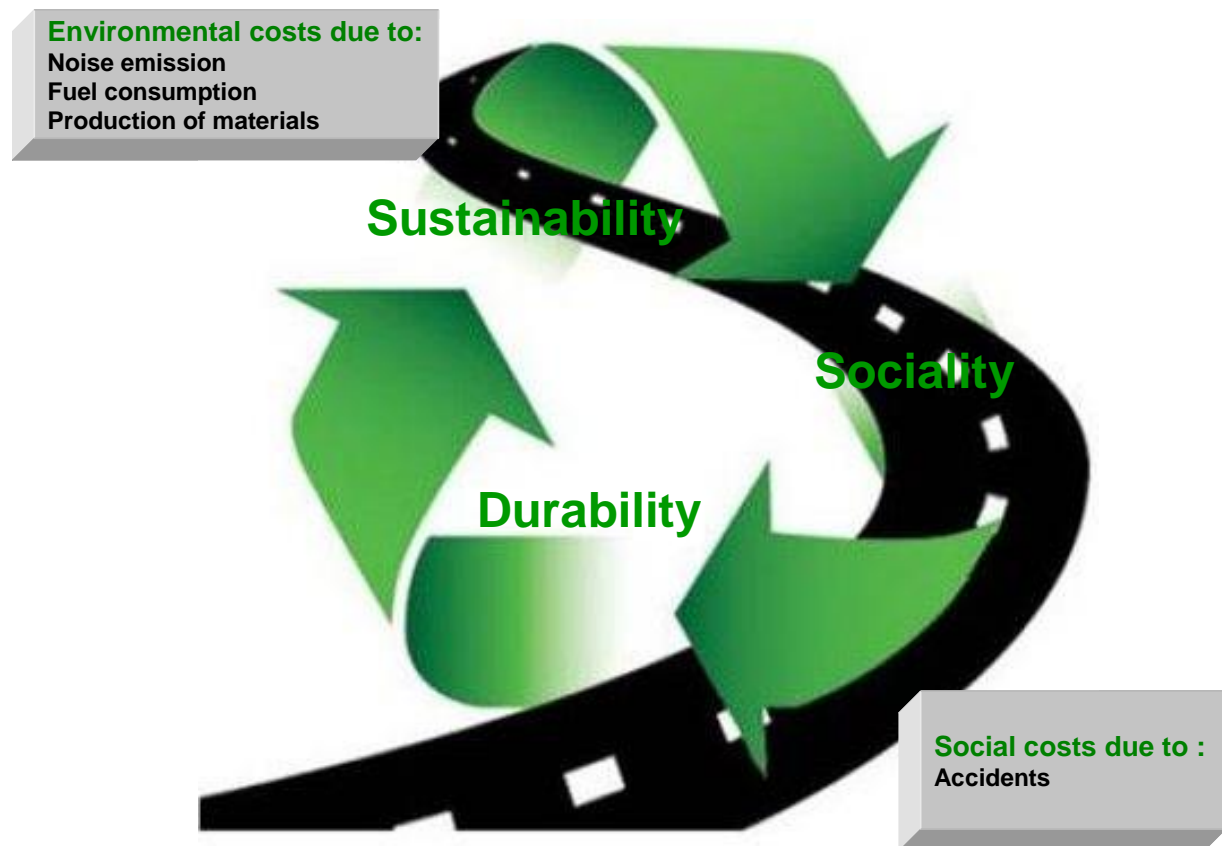 Environmental costs due to:
Noise emission
Fuel consumption
Production of materials
Sustainability
Sociality
Durability
Social costs due to :
Accidents